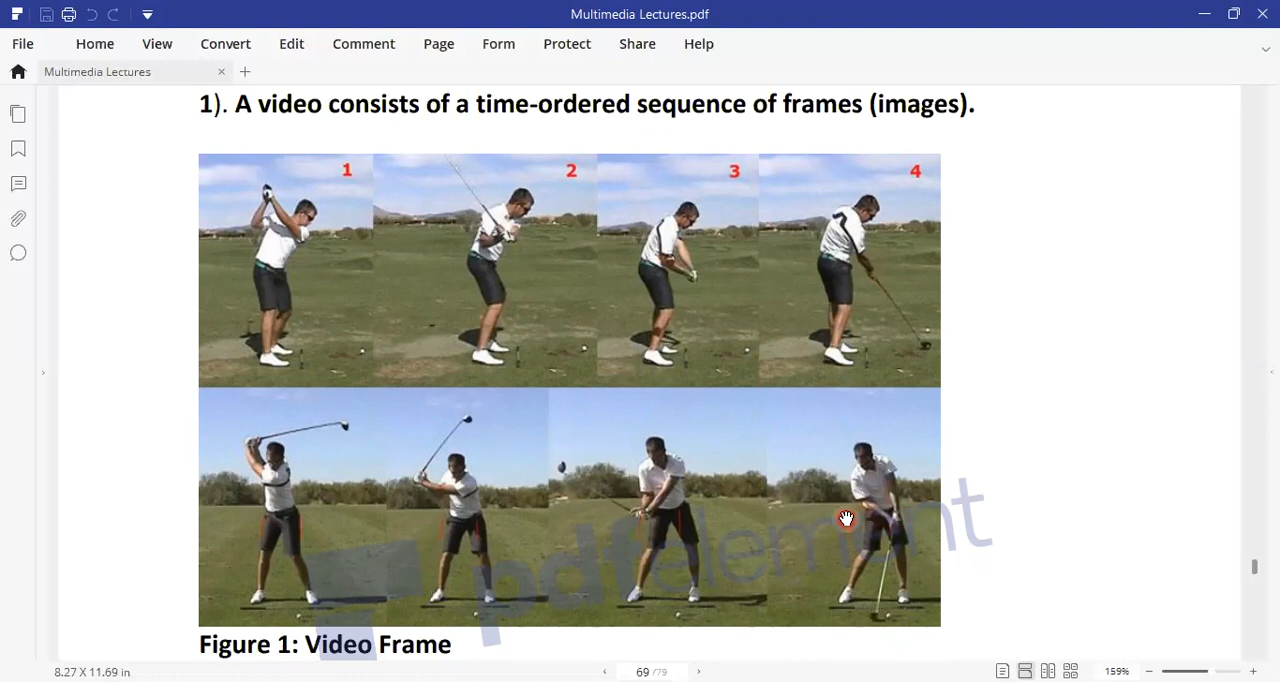 Multimedia Lectures.pdf
File Home View Convert Edit Comment Page Form Protect Share Help
Multimedia Lectures
1). A video consists of a time-ordered sequence of frames (images).
1 2 3 4
pdfelement
Figure 1: Video Frame
8.27 X 11.69 in 69 /79 159%